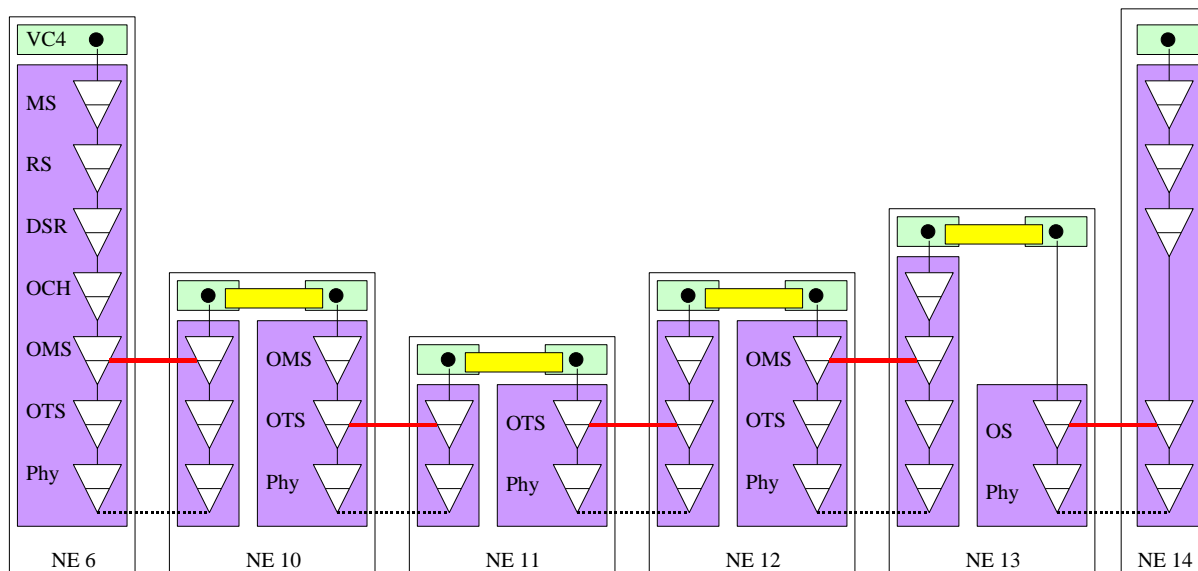 VC4
MS
RS
DSR
OCH
OMS
OTS
Phy
NE 6
OMS
OTS
Phy
NE 10
OTS
Phy
NE 11
OMS
OTS
Phy
NE 12
OS
Phy
NE 13
NE 14